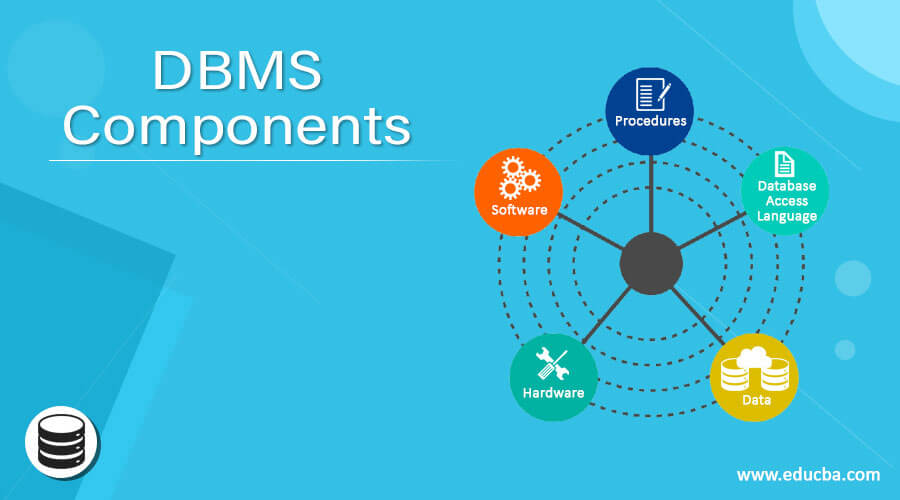 DBMS
Components
Procedures
Software
Database
Access
Language
Hardware
Data
www.educba.com